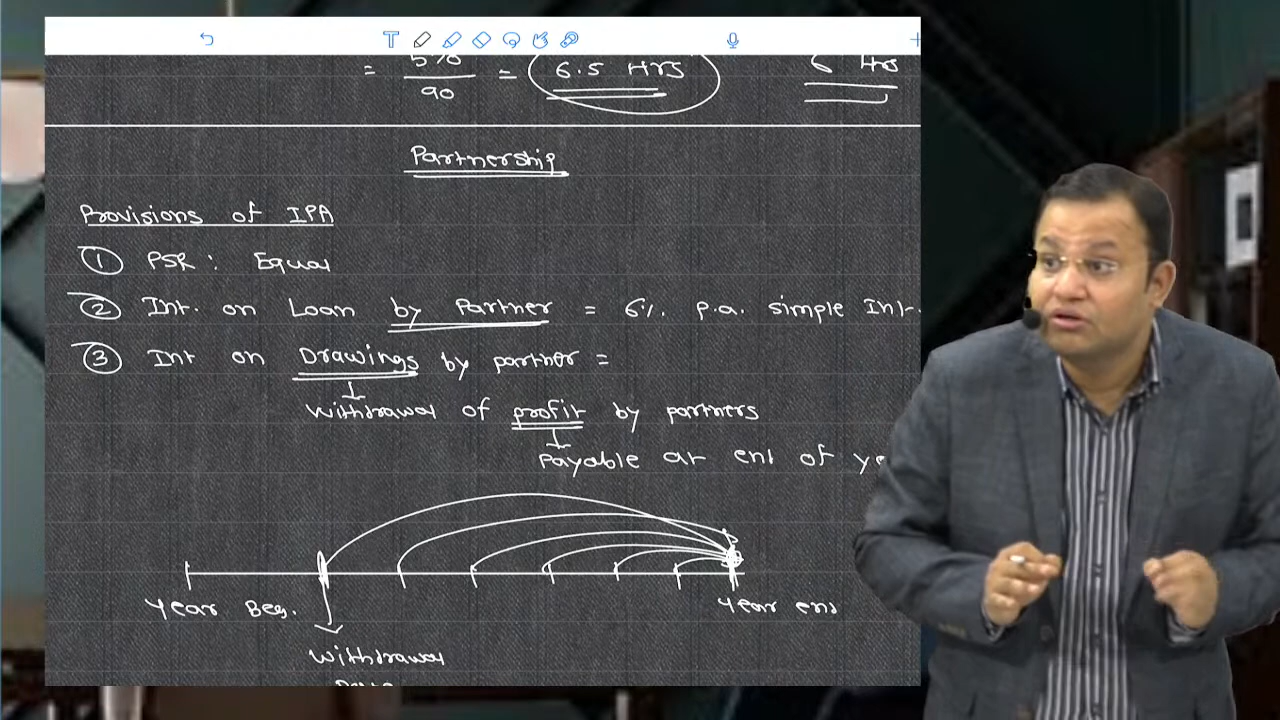 = 90 = 6.5 Hrs 6 Hrs
Partnership
Provisions of IPA
① PSR : Equal
② Int. on Loan by Partner = 6% p.a. simple Int.
③ Int on Drawings by partner =
Withdrawal of profit by partners
Payable at end of
Year Beg. Year end
Withdrawal